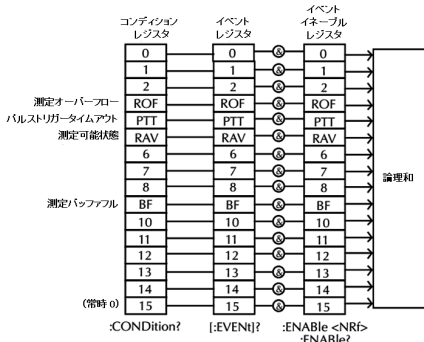 コンディション
レジスタ
イベント
レジスタ
イベント
イネーブル
レジスタ
0 0 & 0
1 1 & 1
2 2 & 2
測定オーバーフロー ROF ROF & ROF
パルストリガータイムアウト PTT PTT & PTT
測定可能状態 RAV RAV & RAV
6 6 & 6
7 7 & 7
8 8 & 8
測定バッファフル BF BF & BF
10 10 & 10
11 11 & 11
12 12 & 12
13 13 & 13
14 14 & 14
(常時 0) 15 15 & 15
論理和
:CONDition? [:EVENt]? :ENABle <NRf>
:ENABle?